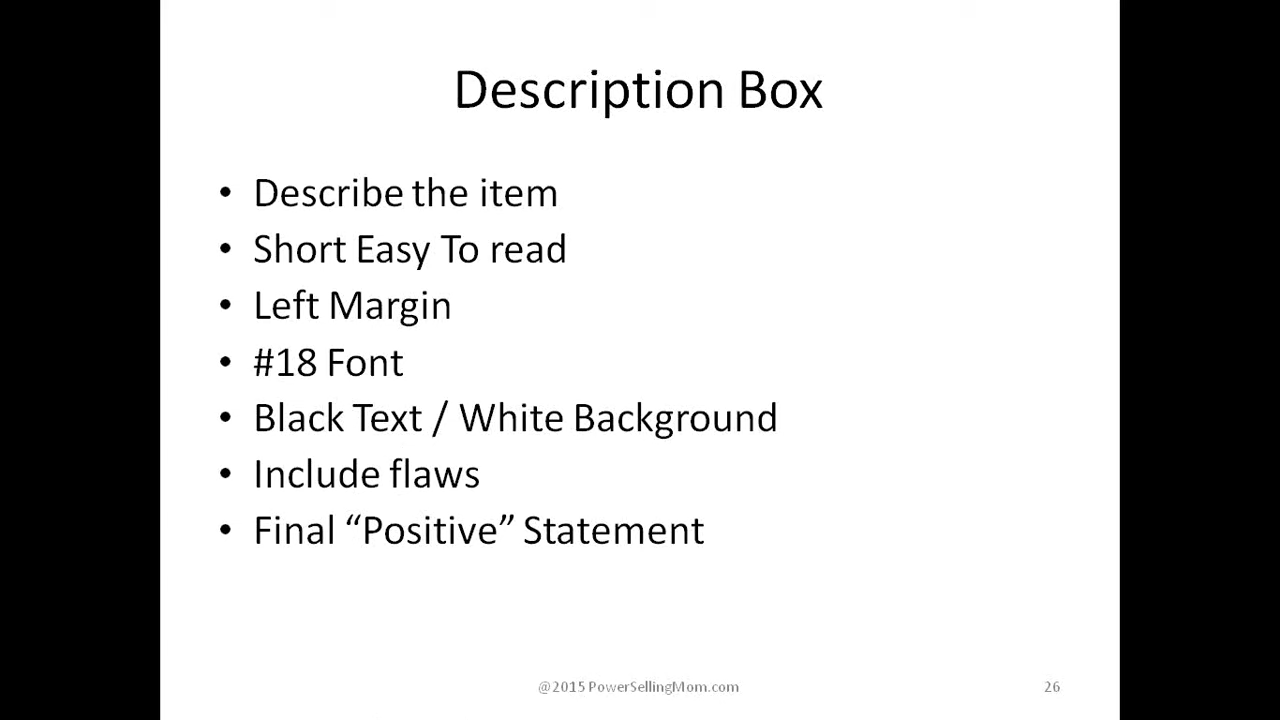 Description Box
• Describe the item
• Short Easy To read
• Left Margin
• #18 Font
• Black Text / White Background
• Include flaws
• Final “Positive” Statement
@2015 PowerSellingMom.com
26